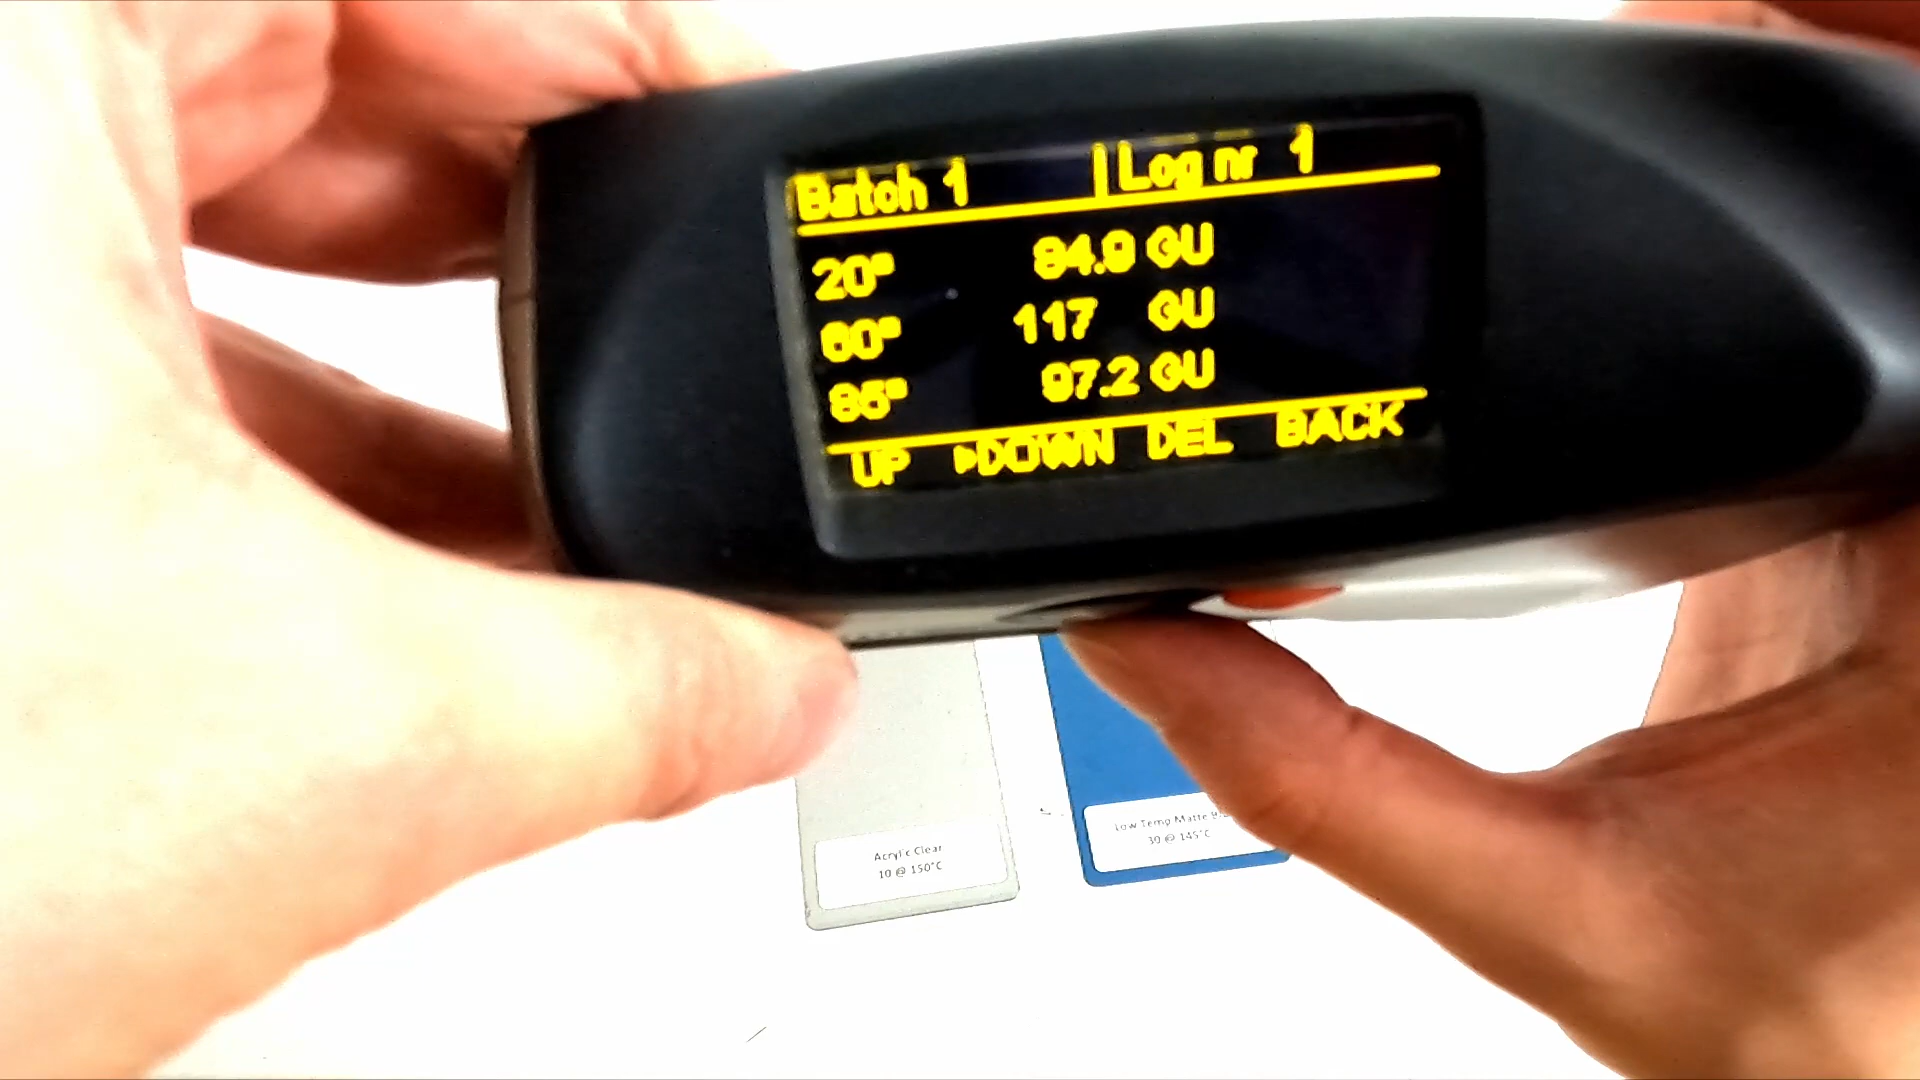 Batch 1 | Log nr 1
20° 84.9 GU
60° 117 GU
85° 97.2 GU
UP ▸DOWN DEL BACK
Acrylic Clear
10 @ 150°C
Low Temp Matte
30 @ 145°C